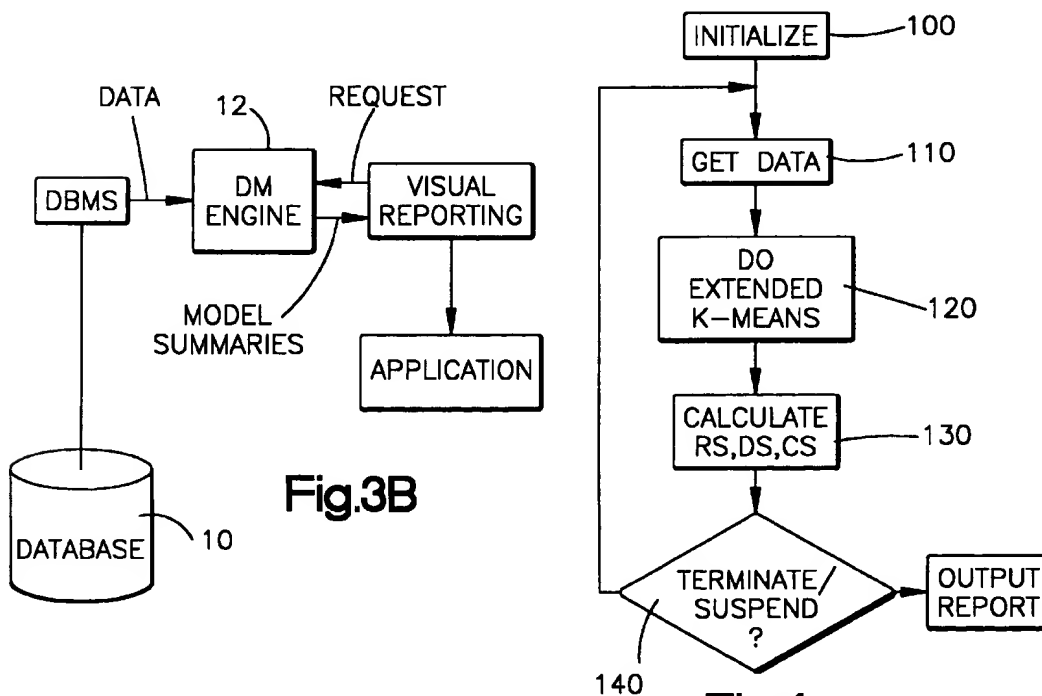 DATA
12
REQUEST
DBMS
DM
ENGINE
VISUAL
REPORTING
MODEL
SUMMARIES
APPLICATION
DATABASE
10
Fig.3B
INITIALIZE
100
GET DATA
110
DO
EXTENDED
K-MEANS
120
CALCULATE
RS,DS,CS
130
TERMINATE/
SUSPEND
?
140
OUTPUT
REPORT